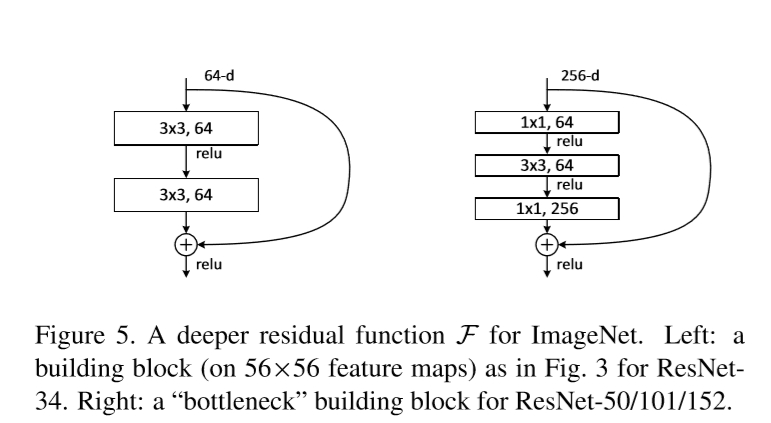 64-d
3x3, 64
relu
3x3, 64
+
relu
256-d
1x1, 64
relu
3x3, 64
relu
1x1, 256
+
relu
Figure 5. A deeper residual function ℱ for ImageNet. Left: a
building block (on 56×56 feature maps) as in Fig. 3 for ResNet-
34. Right: a “bottleneck” building block for ResNet-50/101/152.